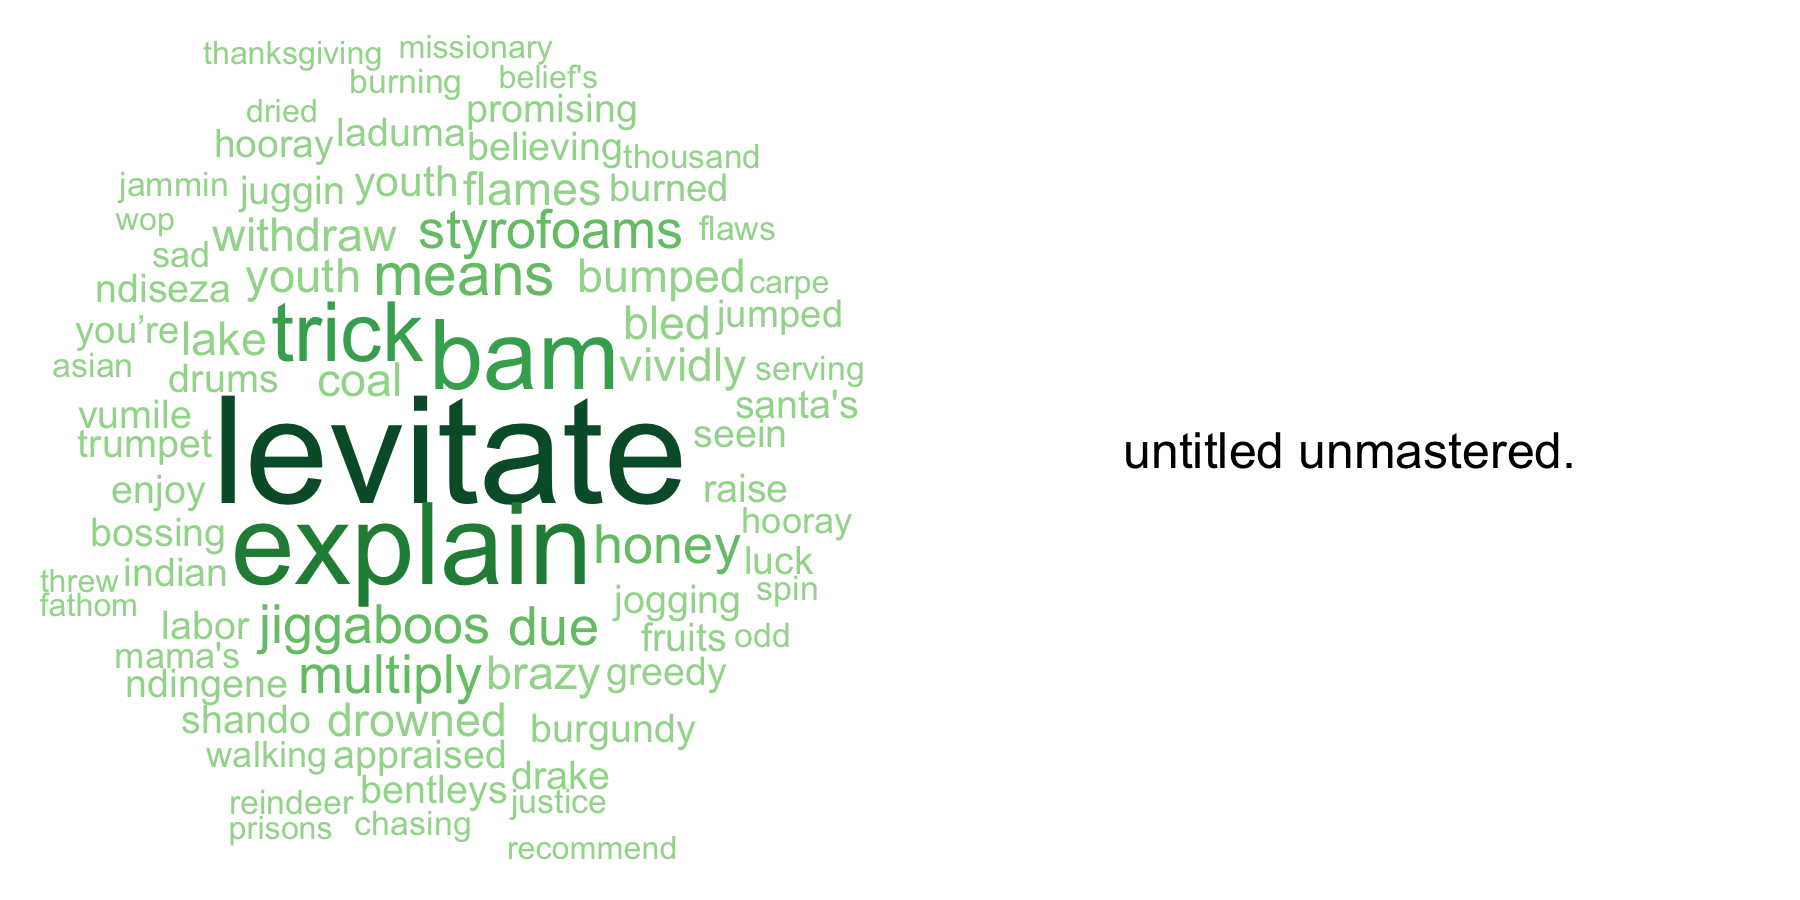 thanksgiving missionary
burning belief's
dried promising
hooray laduma believing thousand
jammin juggin youth flames burned
wop withdraw styrofoams flaws
sad youth means bumped carpe
ndiseza trick bam bled jumped
you’re lake vividly serving
asian drums coal
vumile levitate santa's
trumpet seein untitled unmastered.
enjoy raise
bossing explain honey hooray
threw indian luck
fathom jogging spin
labor jiggaboos due fruits odd
mama's multiply brazy greedy
ndingene
shando drowned burgundy
walking appraised
reindeer bentleys drake
prisons chasing justice
recommend